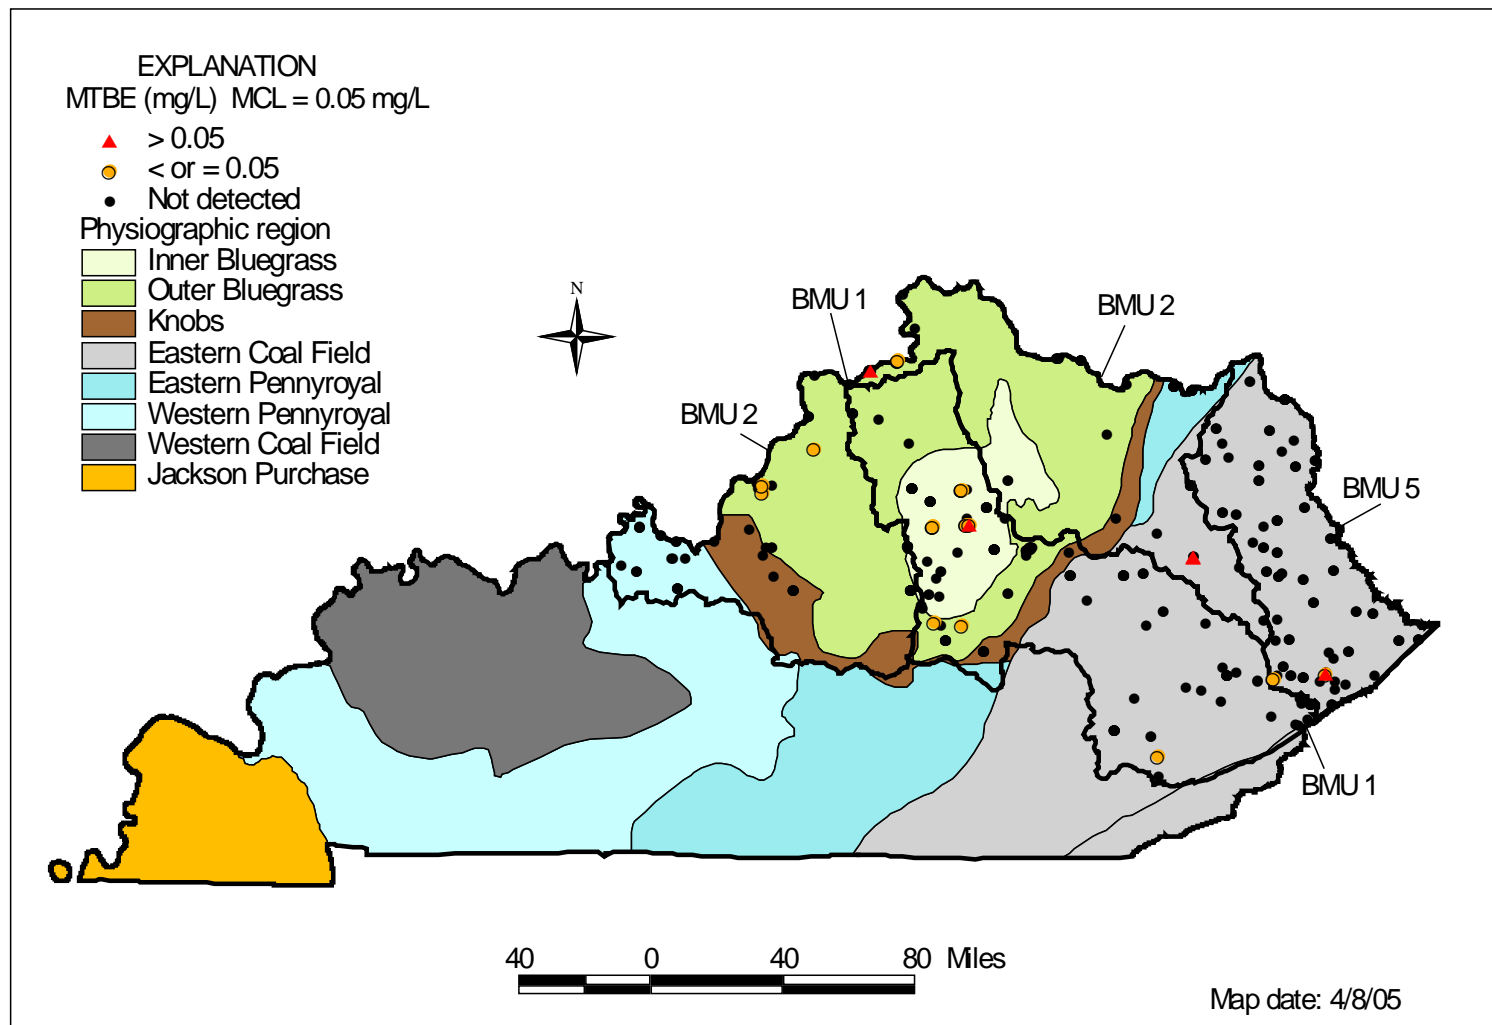 EXPLANATION
MTBE (mg/L) MCL = 0.05 mg/L
> 0.05
< or = 0.05
Not detected
Physiographic region
Inner Bluegrass
Outer Bluegrass
Knobs
Eastern Coal Field
Eastern Pennyroyal
Western Pennyroyal
Western Coal Field
Jackson Purchase
N
BMU 1
BMU 2
BMU 2
BMU 5
BMU 1
40 0 40 80 Miles
Map date: 4/8/05